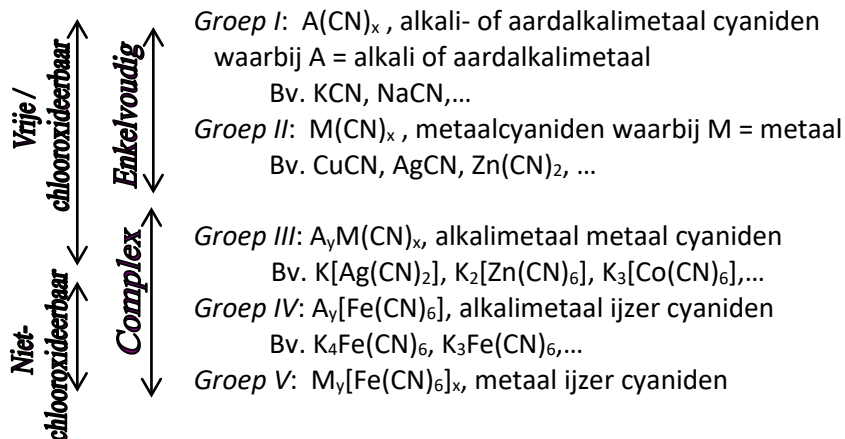 Groep I: A(CN)x , alkali- of aardalkalimetaal cyaniden
waarbij A = alkali of aardalkalimetaal
Bv. KCN, NaCN,...
Groep II: M(CN)x , metaalcyaniden waarbij M = metaal
Bv. CuCN, AgCN, Zn(CN)2, ...
Groep III: AyM(CN)x, alkalimetaal metaal cyaniden
Bv. K[Ag(CN)2], K2[Zn(CN)6], K3[Co(CN)6],...
Groep IV: Ay[Fe(CN)6], alkalimetaal ijzer cyaniden
Bv. K4Fe(CN)6, K3Fe(CN)6,...
Groep V: My[Fe(CN)6]x, metaal ijzer cyaniden
Vrije /
chlooroxideerbaar
Niet-
chlooroxideerbaar
Enkelvoudig
Complex